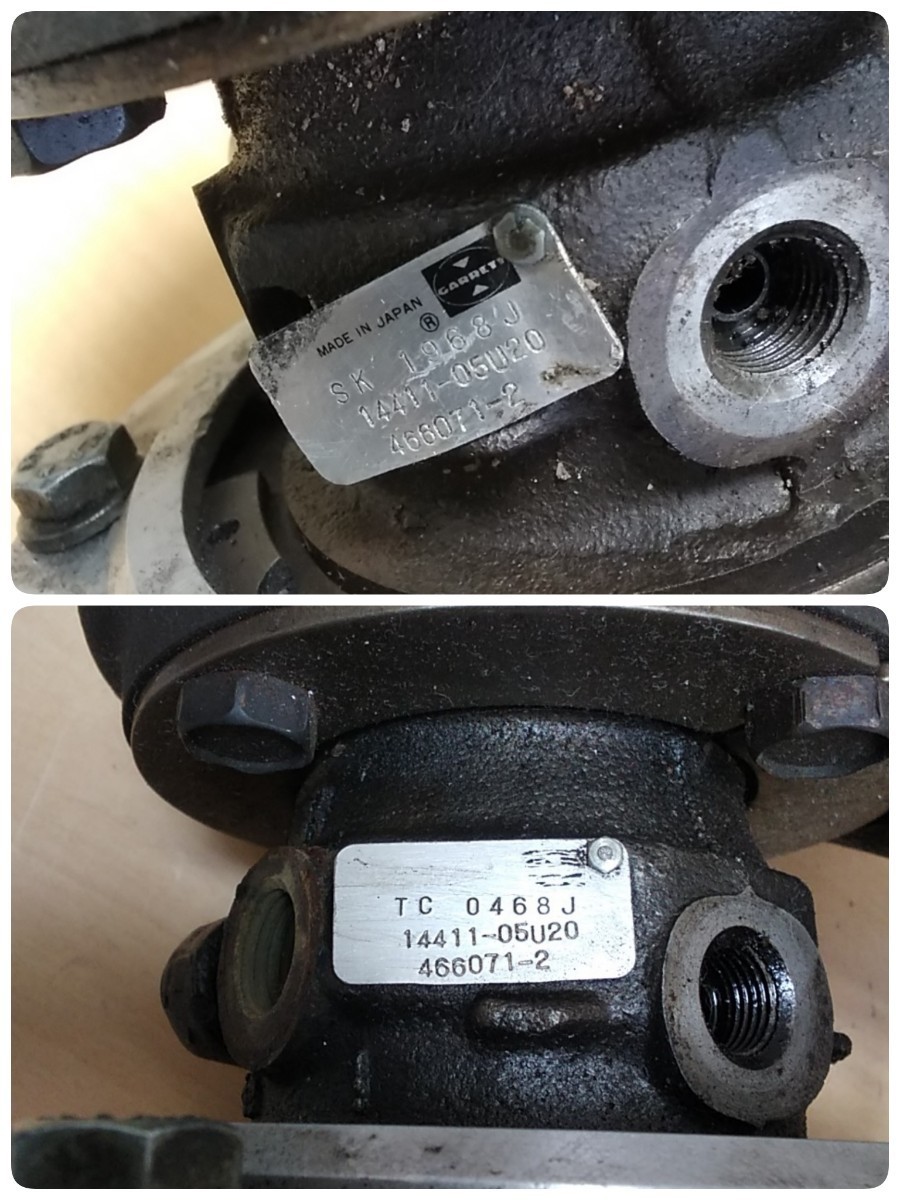 GARRETT
MADE IN JAPAN ®
SK 1968J
14411-05U20
466071-2
TC 0468J
14411-05U20
466071-2